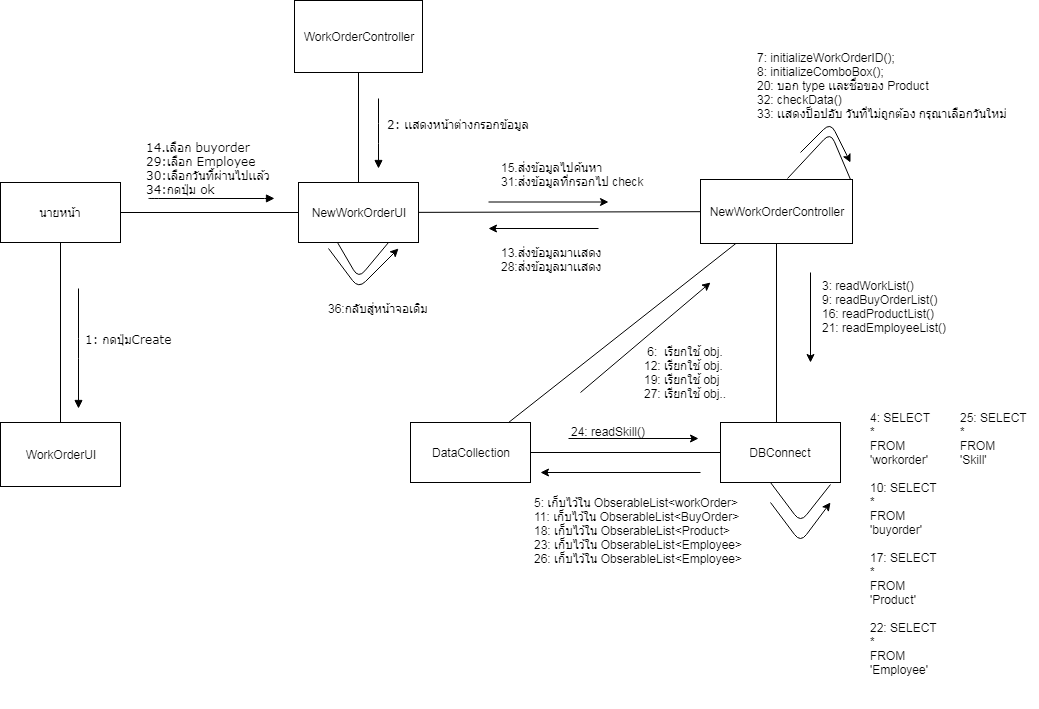 WorkOrderController
7: initializeWorkOrderID();
8: initializeComboBox();
20: บอก type และชื่อของ Product
32: checkData()
33: แสดงป๊อปอัป วันที่ไม่ถูกต้อง กรุณาเลือกวันใหม่
2: แสดงหน้าต่างกรอกข้อมูล
14.เลือก buyorder
29:เลือก Employee
30:เลือกวันที่ผ่านไปแล้ว
34:กดปุ่ม ok
15.ส่งข้อมูลไปค้นหา
31:ส่งข้อมูลที่กรอกไป check
นายหน้า
NewWorkOrderUI
NewWorkOrderController
13.ส่งข้อมูลมาแสดง
28:ส่งข้อมูลมาแสดง
36:กลับสู่หน้าจอเดิม
3: readWorkList()
9: readBuyOrderList()
16: readProductList()
21: readEmployeeList()
1: กดปุ่มCreate
6: เรียกใช้ obj.
12: เรียกใช้ obj.
19: เรียกใช้ obj
27: เรียกใช้ obj..
WorkOrderUI
DataCollection
24: readSkill()
DBConnect
5: เก็บไว้ใน ObserableList<workOrder>
11: เก็บไว้ใน ObserableList<BuyOrder>
18: เก็บไว้ใน ObserableList<Product>
23: เก็บไว้ใน ObserableList<Employee>
26: เก็บไว้ใน ObserableList<Employee>
4: SELECT
*
FROM
'workorder'
25: SELECT
*
FROM
'Skill'
10: SELECT
*
FROM
'buyorder'
17: SELECT
*
FROM
'Product'
22: SELECT
*
FROM
'Employee'